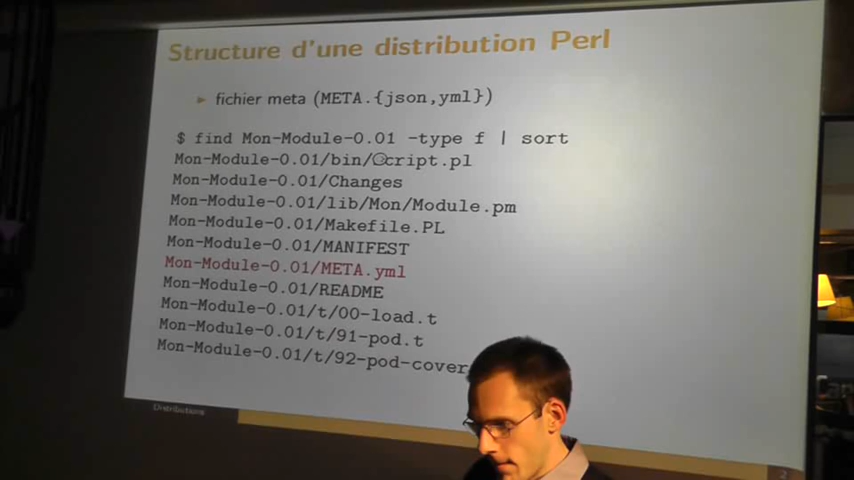 Structure d'une distribution Perl
► fichier meta (META.{json,yml})
$ find Mon-Module-0.01 -type f | sort
Mon-Module-0.01/bin/script.pl
Mon-Module-0.01/Changes
Mon-Module-0.01/lib/Mon/Module.pm
Mon-Module-0.01/Makefile.PL
Mon-Module-0.01/MANIFEST
Mon-Module-0.01/META.yml
Mon-Module-0.01/README
Mon-Module-0.01/t/00-load.t
Mon-Module-0.01/t/91-pod.t
Mon-Module-0.01/t/92-pod-cover
Distributions